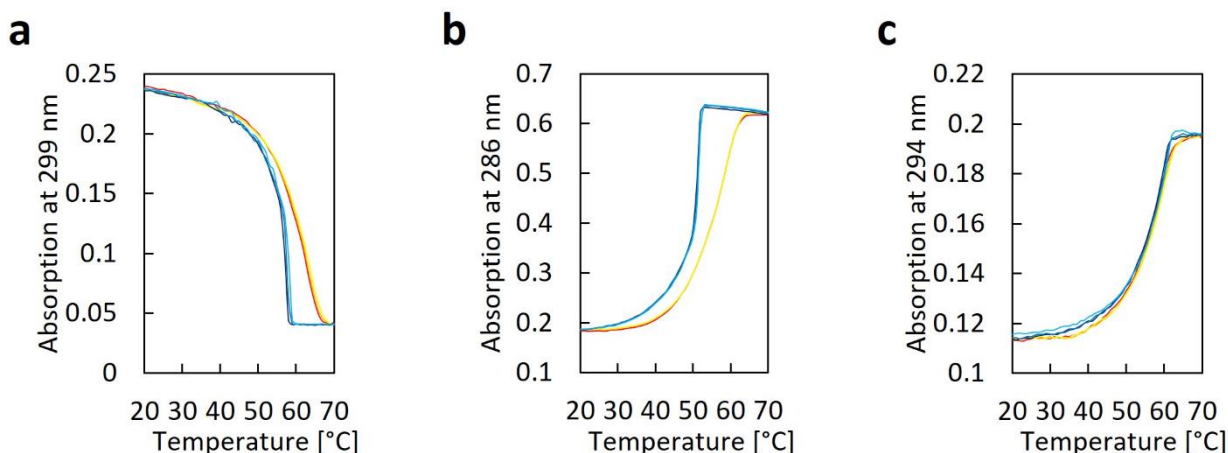 a
b
c
Absorption at 299 nm
0.25
0.2
0.15
0.1
0.05
0
20 30 40 50 60 70
Temperature [°C]
Absorption at 286 nm
0.7
0.6
0.5
0.4
0.3
0.2
0.1
20 30 40 50 60 70
Temperature [°C]
Absorption at 294 nm
0.22
0.2
0.18
0.16
0.14
0.12
0.1
20 30 40 50 60 70
Temperature [°C]